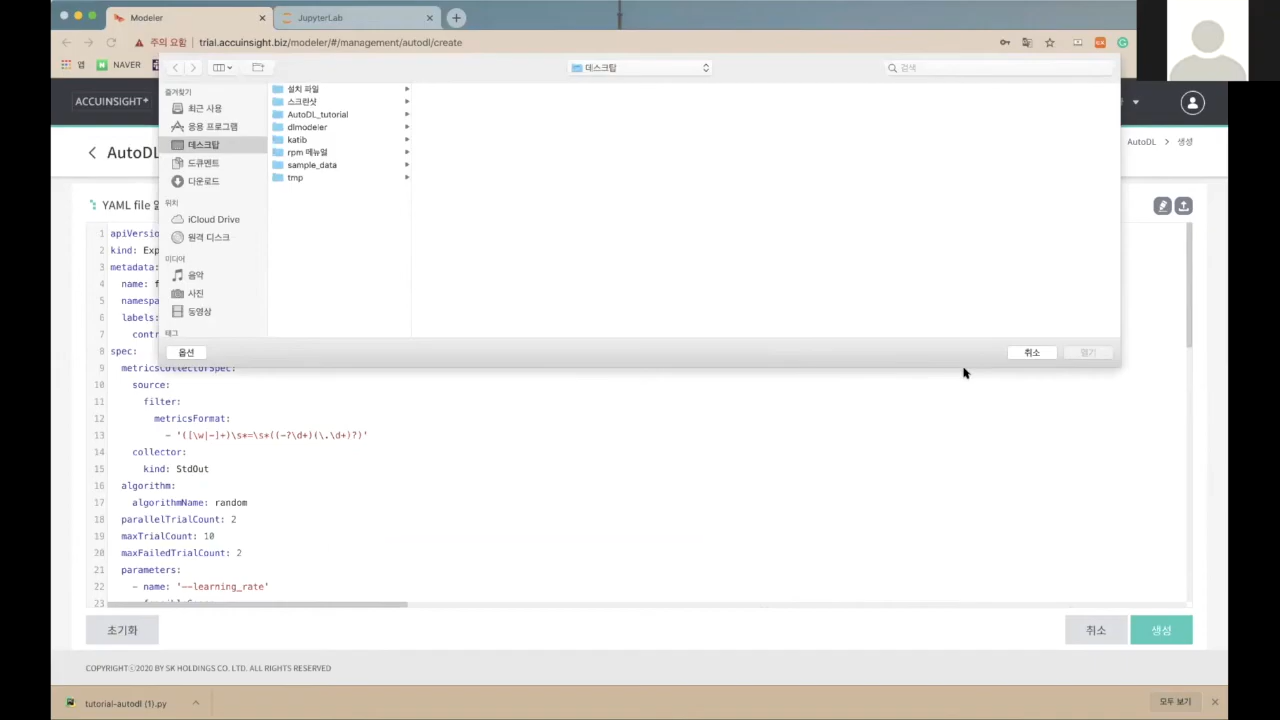 Modeler
JupyterLab
주의 요함 trial.accuinsight.biz/modeler/#/management/autodl/create
앱 NAVER
데스크탑
검색
즐겨찾기
최근 사용
응용 프로그램
데스크탑
도큐멘트
다운로드
위치
iCloud Drive
원격 디스크
미디어
음악
사진
동영상
태그
설치 파일
스크린샷
AutoDL_tutorial
dlmodeler
katib
rpm 메뉴얼
sample_data
tmp
옵션
취소
열기
ACCUINSIGHT+
AutoDL
AutoDL > 생성
YAML file
1 apiVersio
2 kind: Exp
3 metadata:
4 name: f
5 namespa
6 labels:
7 contr
8 spec:
9 metricsCollectorSpec:
10 source:
11 filter:
12 metricsFormat:
13 - '([\w|-]+)\s*=\s*((-?\d+)(\.\d+)?)'
14 collector:
15 kind: StdOut
16 algorithm:
17 algorithmName: random
18 parallelTrialCount: 2
19 maxTrialCount: 10
20 maxFailedTrialCount: 2
21 parameters:
22 - name: '--learning_rate'
23
초기화
취소
생성
COPYRIGHTⓒ2020 BY SK HOLDINGS CO. LTD. ALL RIGHTS RESERVED
tutorial-autodl (1).py
모두 보기